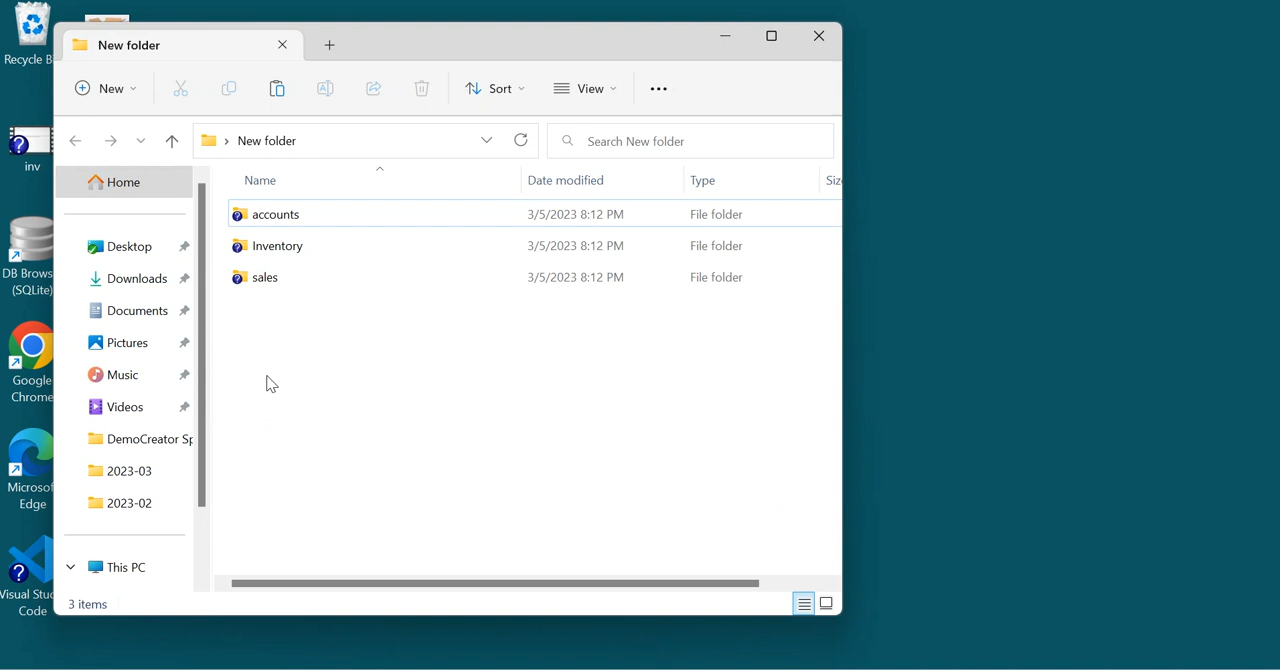 Recycle B
inv
DB Brows
(SQLite)
Google
Chrome
Microsof
Edge
Visual Stud
Code
New folder
New
Sort
View
New folder
Search New folder
Home
Desktop
Downloads
Documents
Pictures
Music
Videos
DemoCreator Sp
2023-03
2023-02
This PC
Name Date modified Type Siz
accounts 3/5/2023 8:12 PM File folder
Inventory 3/5/2023 8:12 PM File folder
sales 3/5/2023 8:12 PM File folder
3 items